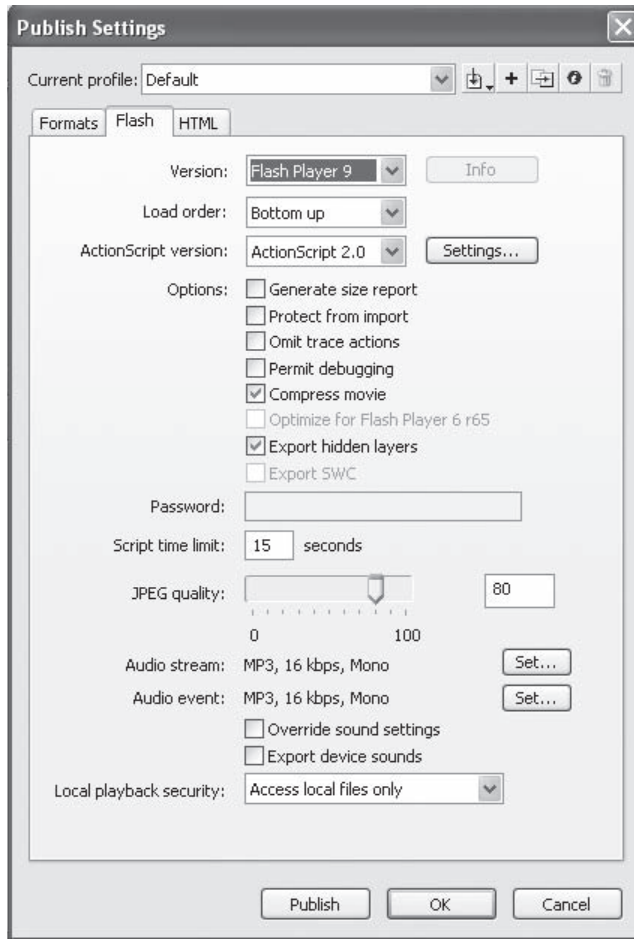 Publish Settings
Current profile: Default
Formats Flash HTML
Version: Flash Player 9 Info
Load order: Bottom up
ActionScript version: ActionScript 2.0 Settings...
Options: Generate size report
Protect from import
Omit trace actions
Permit debugging
Compress movie
Optimize for Flash Player 6 r65
Export hidden layers
Export SWC
Password:
Script time limit: 15 seconds
JPEG quality: 80
0 100
Audio stream: MP3, 16 kbps, Mono Set...
Audio event: MP3, 16 kbps, Mono Set...
Override sound settings
Export device sounds
Local playback security: Access local files only
Publish OK Cancel